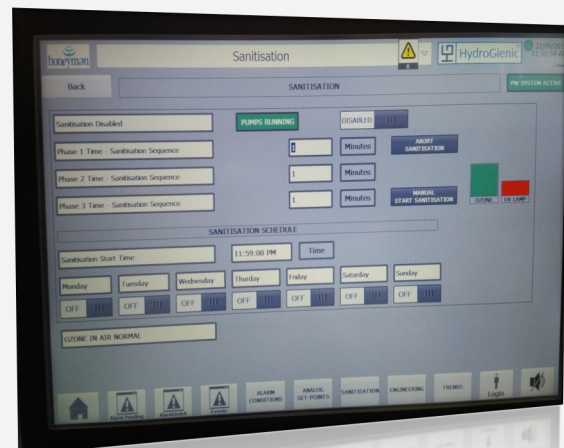 honeyman
Sanitisation
6
HydroGienic
Back
SANITISATION
PW SYSTEM ACTIVE
Sanitisation Disabled
PUMPS RUNNING
DISABLED
Phase 1 Time - Sanitisation Sequence
1
Minutes
ABORT
SANITISATION
Phase 2 Time - Sanitisation Sequence
1
Minutes
Phase 3 Time - Sanitisation Sequence
1
Minutes
MANUAL
START SANITISATION
OZONE
UV LAMP
SANITISATION SCHEDULE
Sanitisation Start Time
11:59:00 PM
Time
Monday
Tuesday
Wednesday
Thurday
Friday
Saturday
Sunday
OFF
OFF
OFF
OFF
OFF
OFF
OFF
OZONE IN AIR NORMAL
Alarm Pending
Events
ALARM
CONDITIONS
ANALOG
SET-POINTS
SANITISATION
ENGINEERING
TRENDS
Login